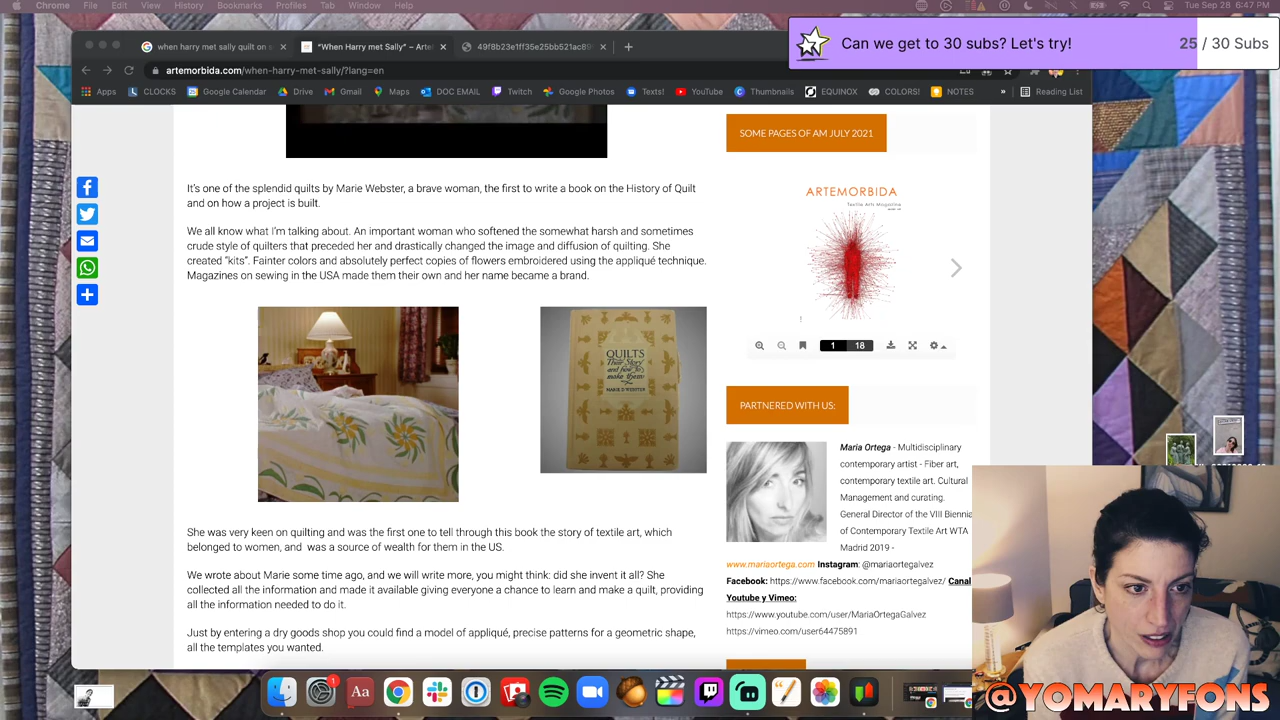 Chrome File Edit View History Bookmarks Profiles Tab Window Help
Tue Sep 28 6:47 PM
Can we get to 30 subs? Let's try! 25 / 30 Subs
when harry met sally quilt on s
"When Harry met Sally" – Arte
49f8b23e1ff35e25bb521ac86
artemorbida.com/when-harry-met-sally/?lang=en
Apps CLOCKS Google Calendar Drive Gmail Maps DOC EMAIL Twitch Google Photos Texts! YouTube Thumbnails EQUINOX COLORS! NOTES » Reading List
It's one of the splendid quilts by Marie Webster, a brave woman, the first to write a book on the History of Quilt
and on how a project is built.
We all know what I'm talking about. An important woman who softened the somewhat harsh and sometimes
crude style of quilters that preceded her and drastically changed the image and diffusion of quilting. She
created "kits". Fainter colors and absolutely perfect copies of flowers embroidered using the appliqué technique.
Magazines on sewing in the USA made them their own and her name became a brand.
QUILTS
Their Story
and how to
make them
MARIE D. WEBSTER
She was very keen on quilting and was the first one to tell through this book the story of textile art, which
belonged to women, and was a source of wealth for them in the US.
We wrote about Marie some time ago, and we will write more, you might think: did she invent it all? She
collected all the information and made it available giving everyone a chance to learn and make a quilt, providing
all the information needed to do it.
Just by entering a dry goods shop you could find a model of appliqué, precise patterns for a geometric shape,
all the templates you wanted.
SOME PAGES OF AM JULY 2021
ARTEMORBIDA
Textile Arts Magazine
1 18
PARTNERED WITH US:
Maria Ortega - Multidisciplinary
contemporary artist - Fiber art,
contemporary textile art. Cultural
Management and curating.
General Director of the VIII Biennia
of Contemporary Textile Art WTA
Madrid 2019 -
www.mariaortega.com Instagram: @mariaortegalvez
Facebook: https://www.facebook.com/mariaortegalvez/ Canal
Youtube y Vimeo:
https://www.youtube.com/user/MariaOrtegaGalvez
https://vimeo.com/user64475891
1
Aa
@YOMARYFONS